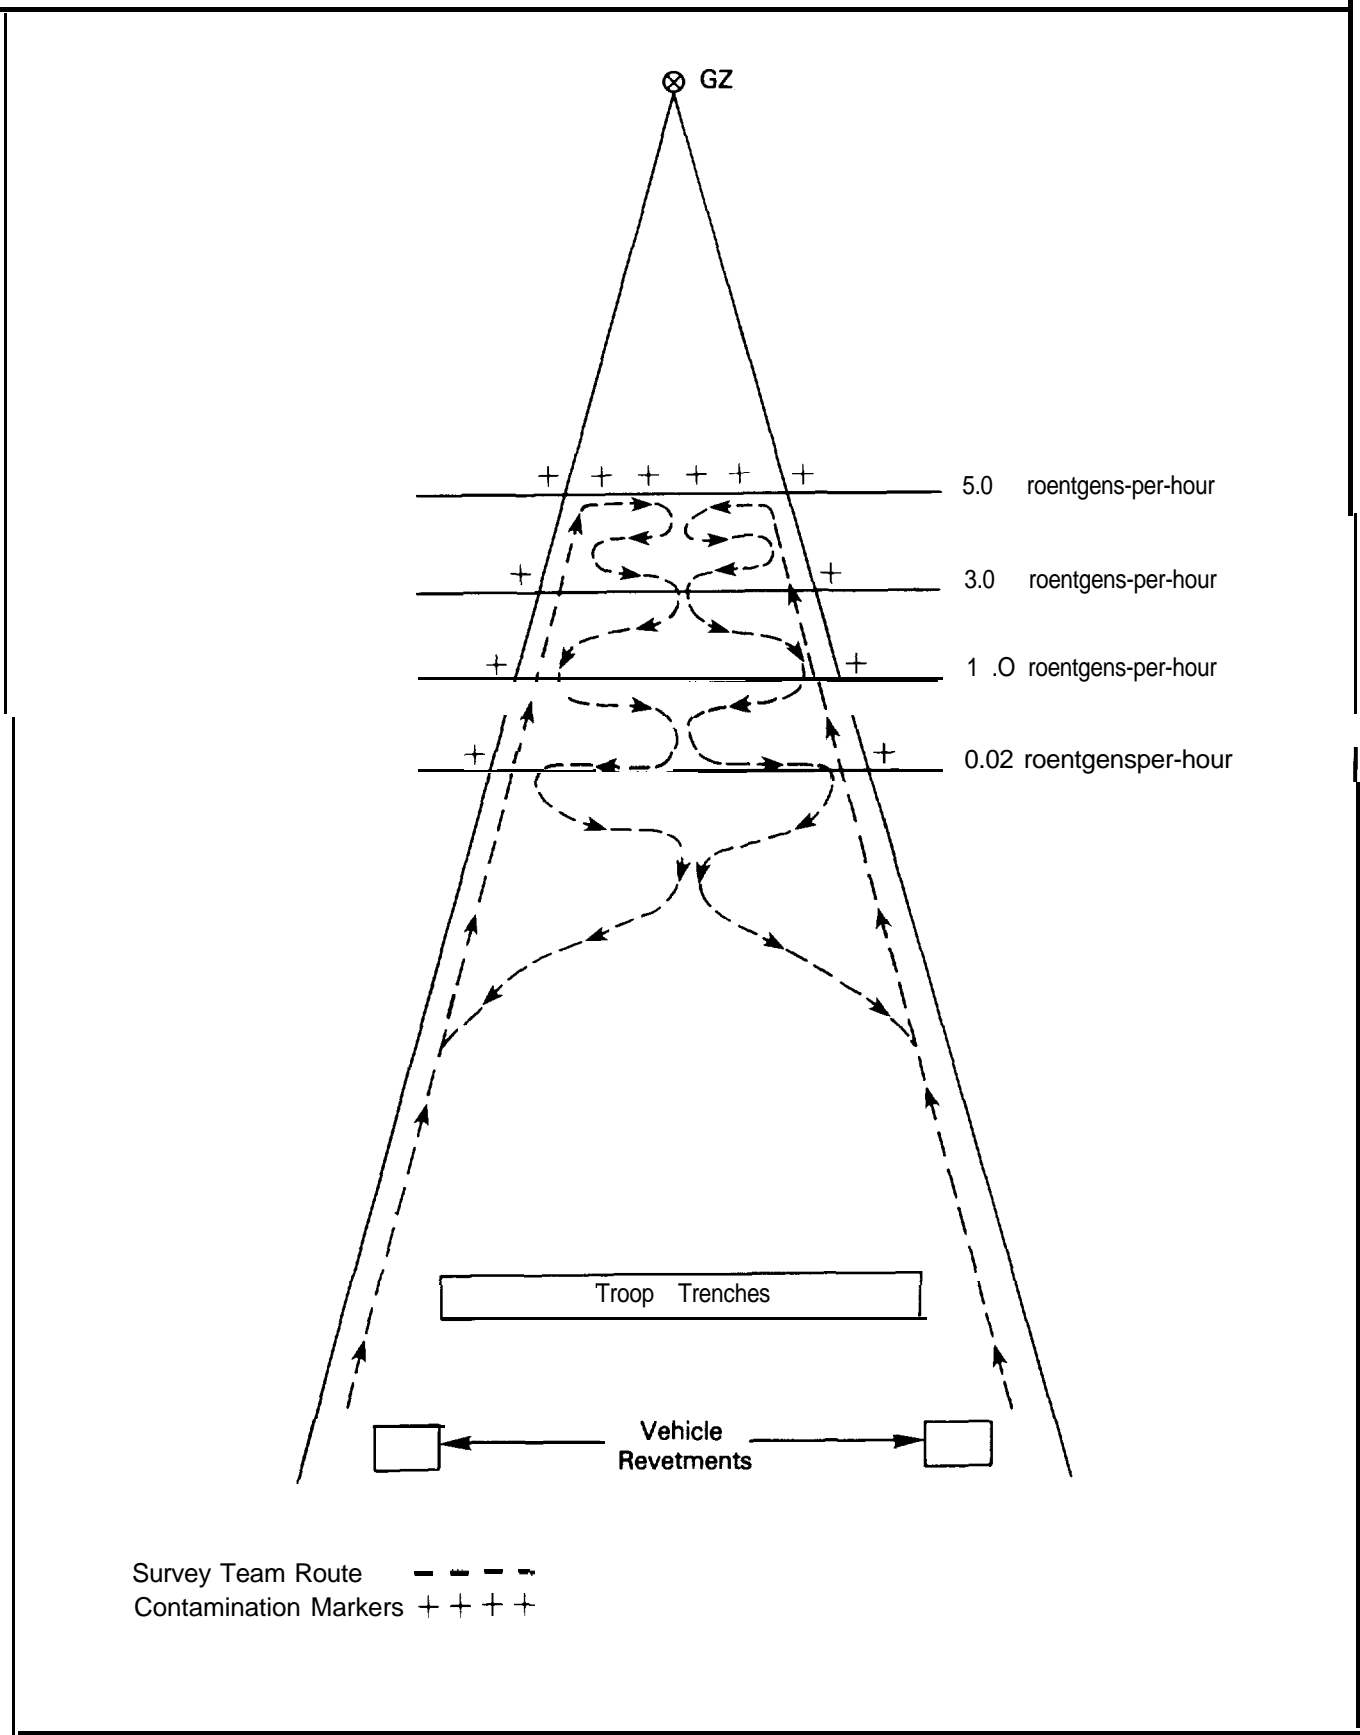 GZ
5.0 roentgens-per-hour
3.0 roentgens-per-hour
1 .O roentgens-per-hour
0.02 roentgensper-hour
Troop Trenches
Vehicle
Revetments
Survey Team Route
Contamination Markers